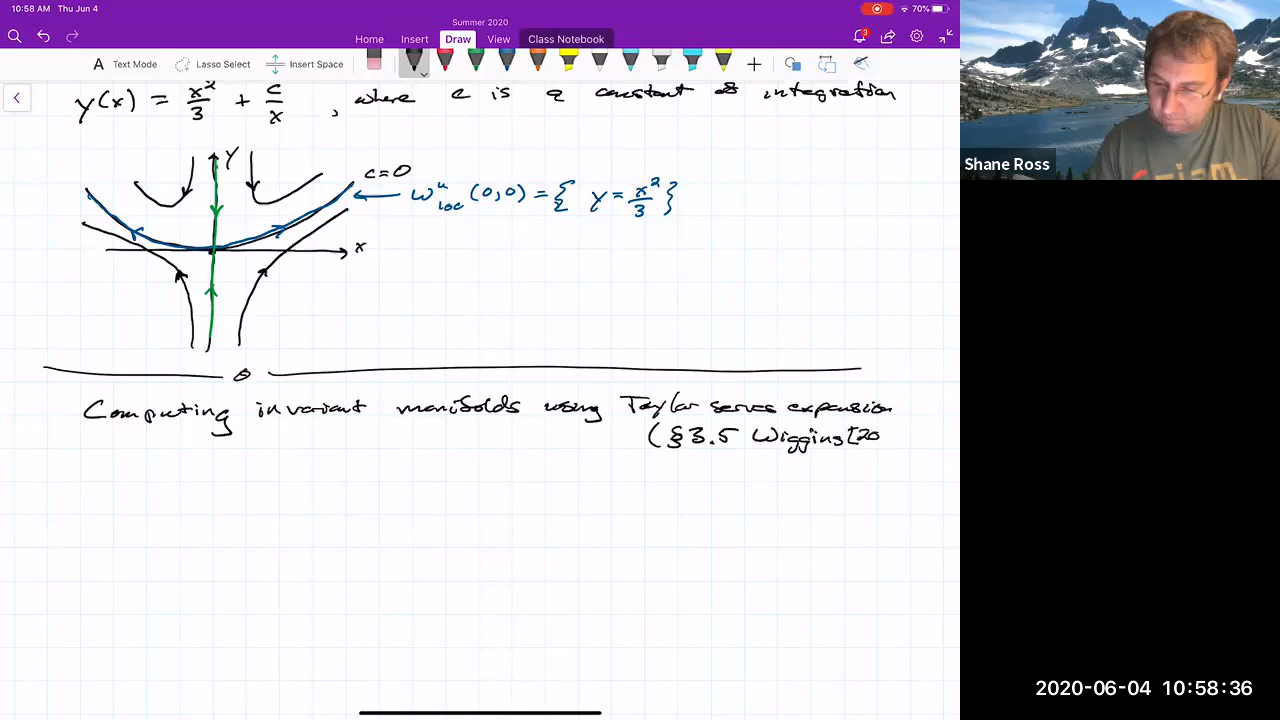 10:58 AM Thu Jun 4
70%
Summer 2020
Home Insert Draw View Class Notebook
3
A Text Mode Lasso Select Insert Space
y(x) = x²/3 + c/x , where c is a constant of integration
y
c=0
W^u_loc (0,0) = { y = x²/3 }
x
Computing invariant manifolds using Taylor series expansion
(§3.5 Wiggins [20
Shane Ross
2020-06-04 10:58:36